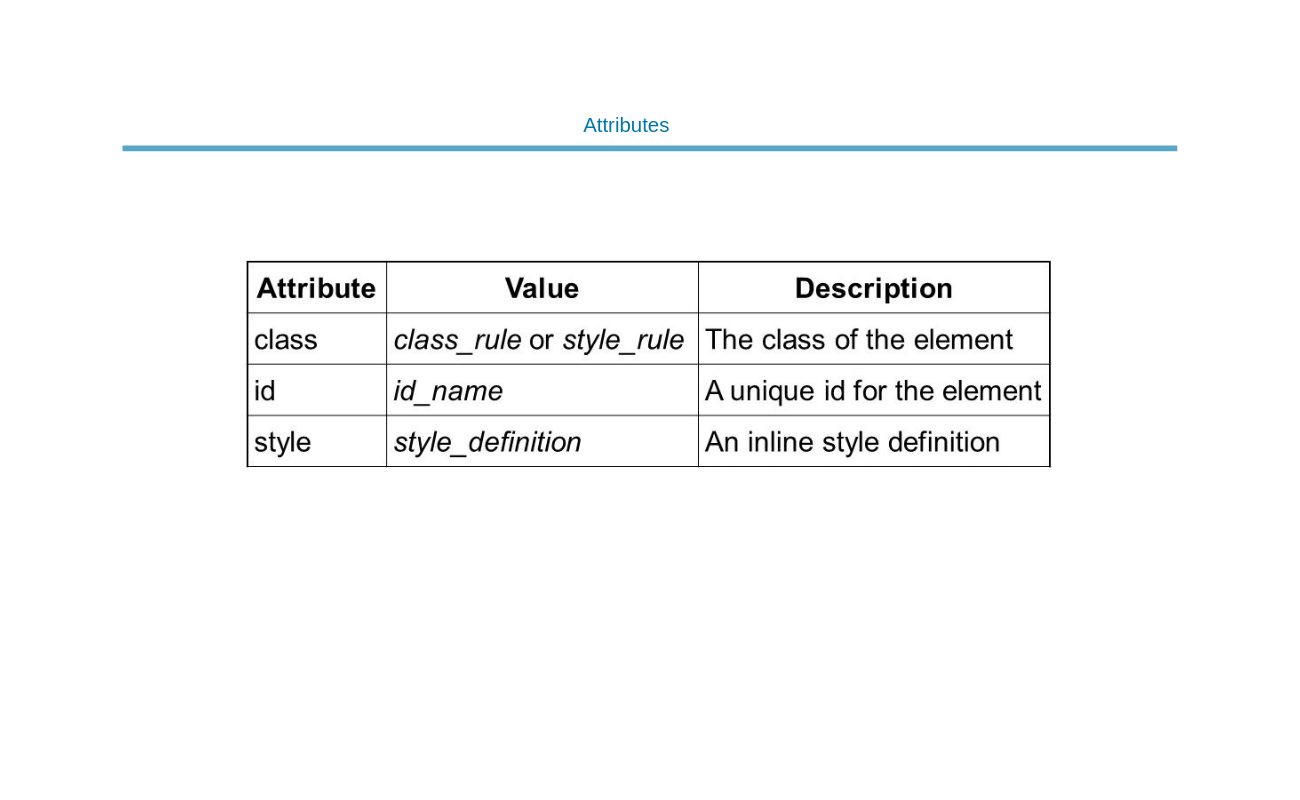 Attributes
Attribute Value Description
class class_rule or style_rule The class of the element
id id_name A unique id for the element
style style_definition An inline style definition